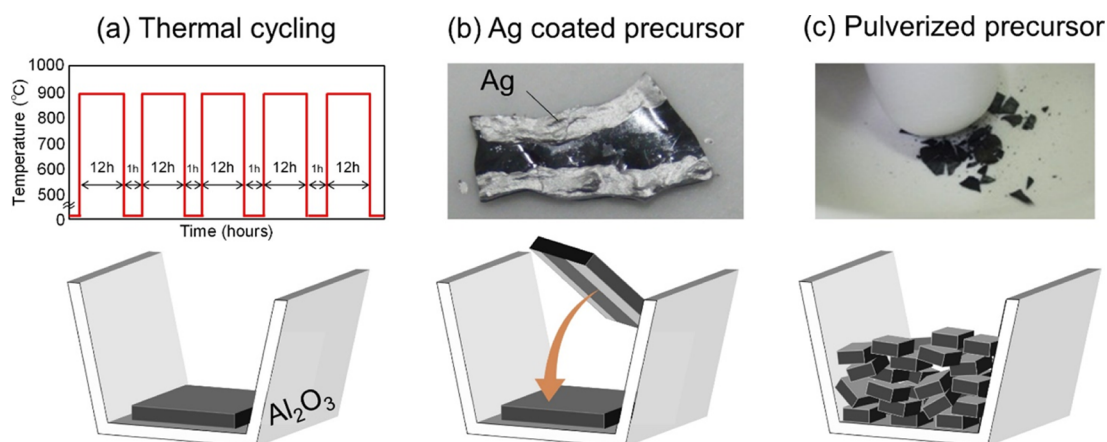 (a) Thermal cycling
(b) Ag coated precursor
(c) Pulverized precursor
1000
900
800
700
600
500
0
Temperature (°C)
12h 1h 12h 1h 12h 1h 12h 1h 12h
Time (hours)
Ag
Al₂O₃